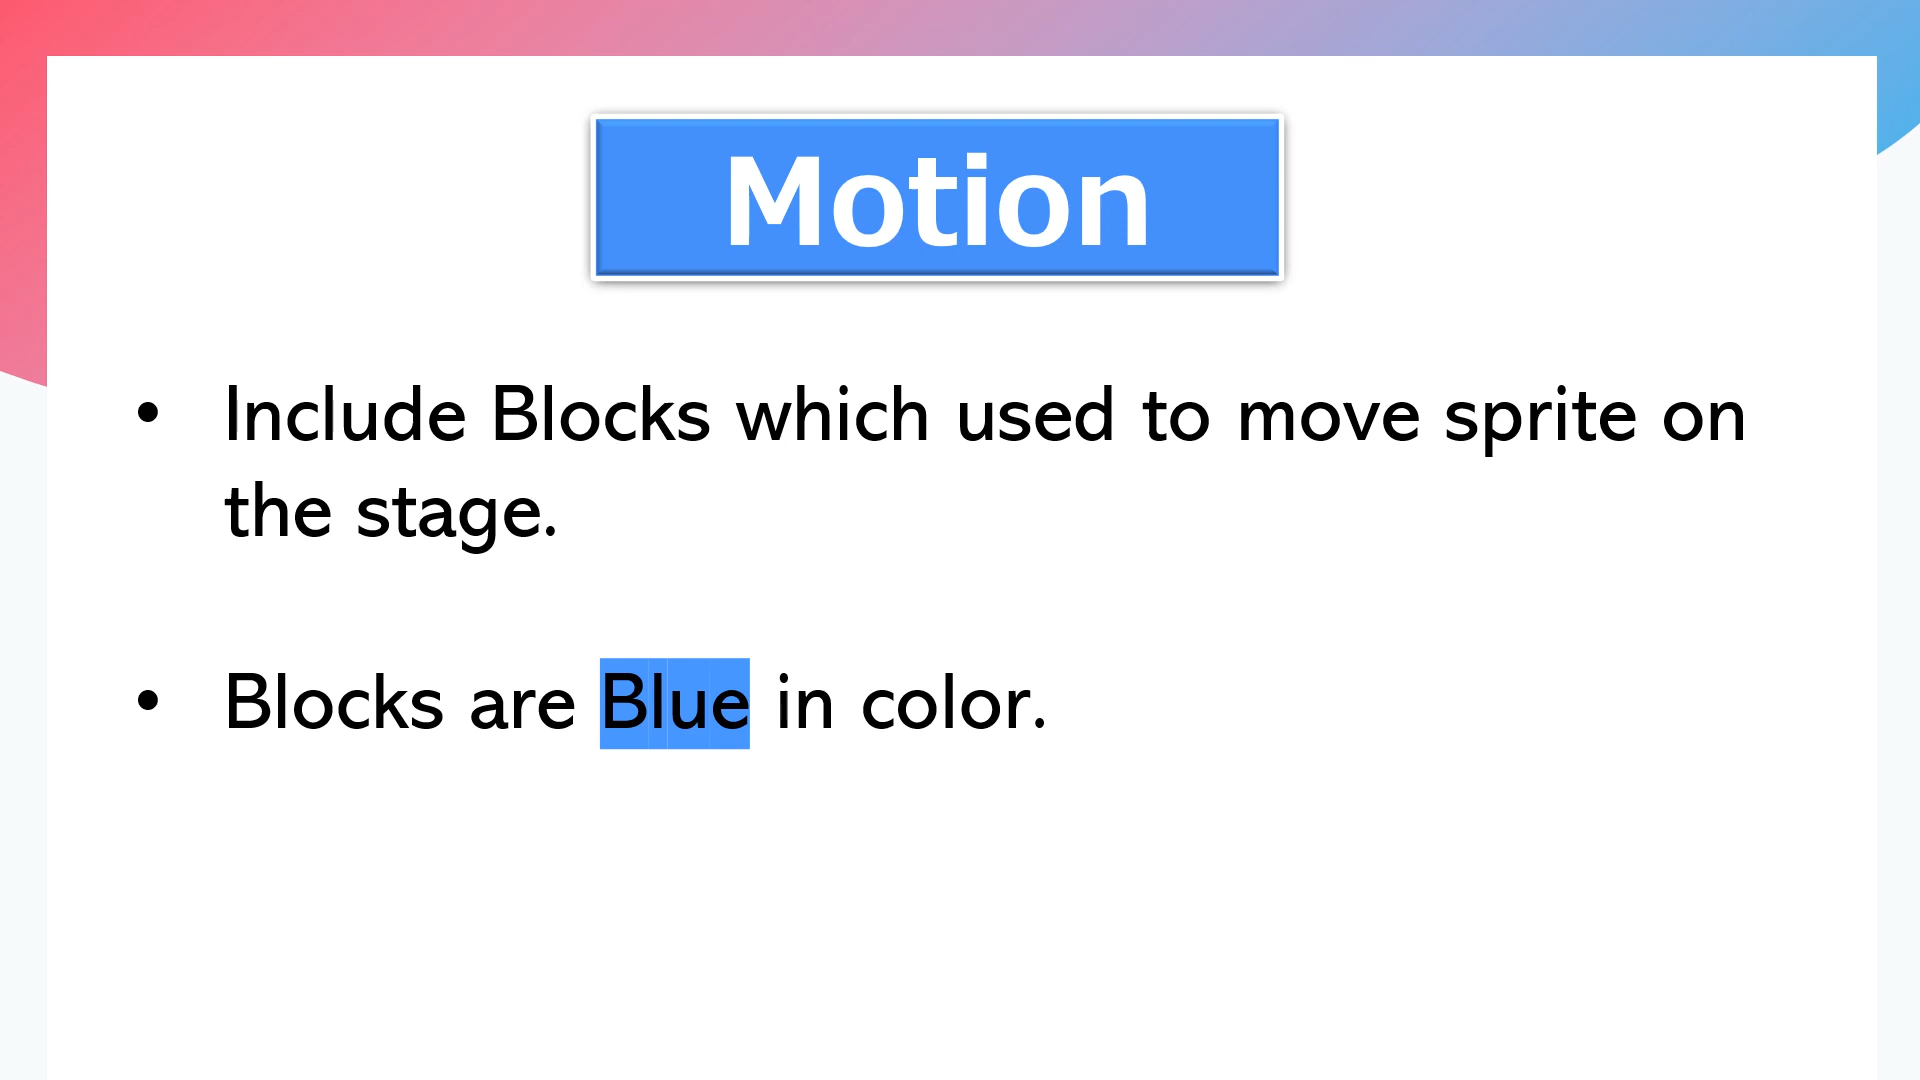 Motion
• Include Blocks which used to move sprite on
the stage.
• Blocks are Blue in color.